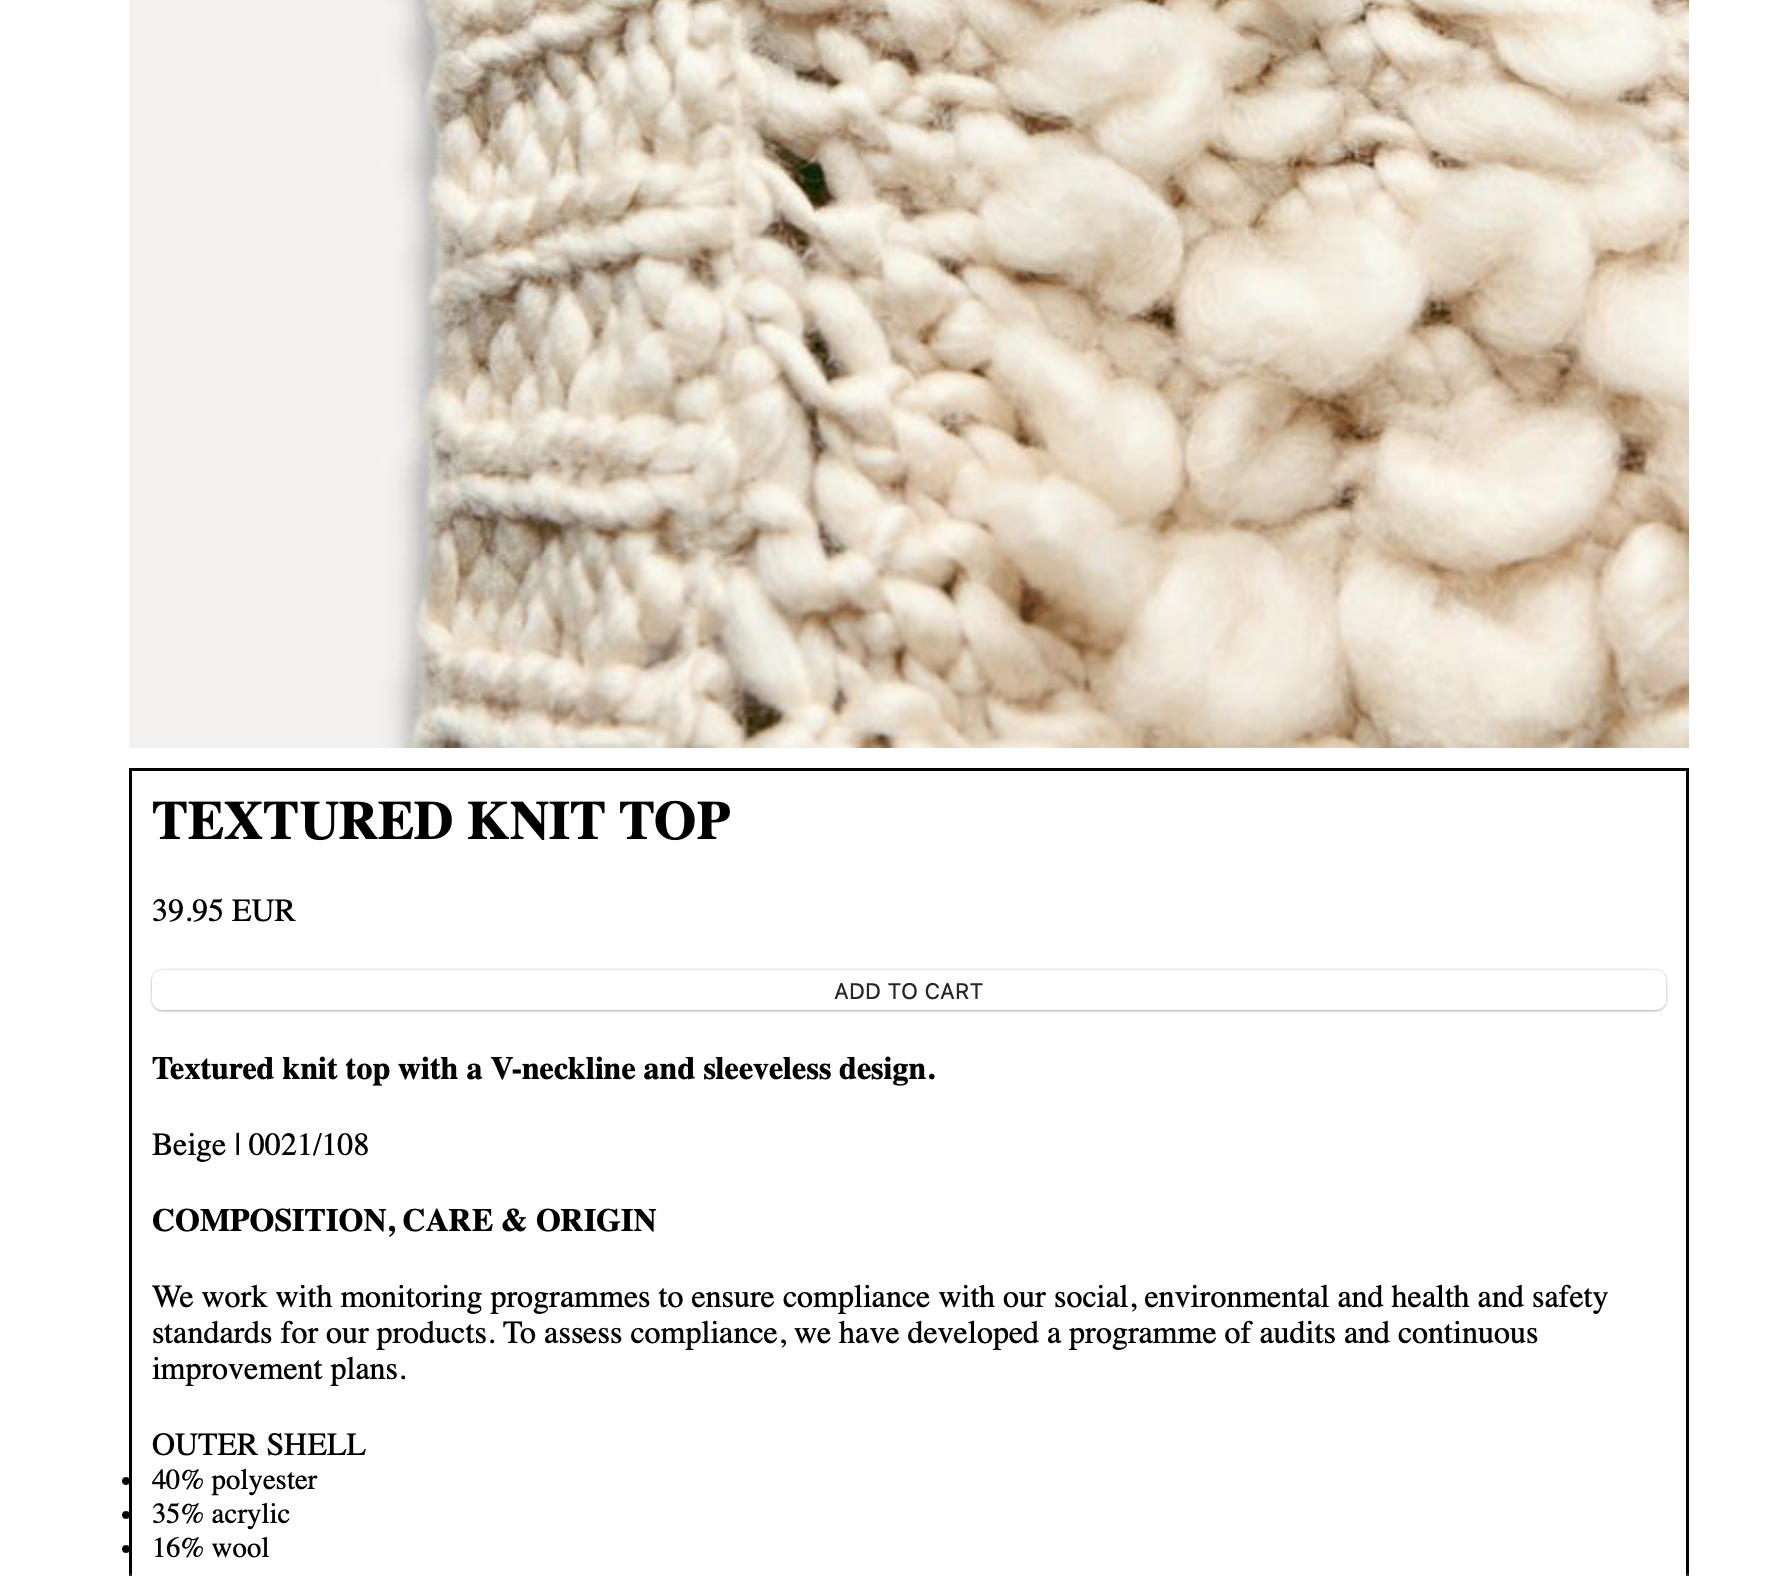 TEXTURED KNIT TOP
39.95 EUR
ADD TO CART
Textured knit top with a V-neckline and sleeveless design.
Beige | 0021/108
COMPOSITION, CARE & ORIGIN
We work with monitoring programmes to ensure compliance with our social, environmental and health and safety
standards for our products. To assess compliance, we have developed a programme of audits and continuous
improvement plans.
OUTER SHELL
• 40% polyester
• 35% acrylic
• 16% wool